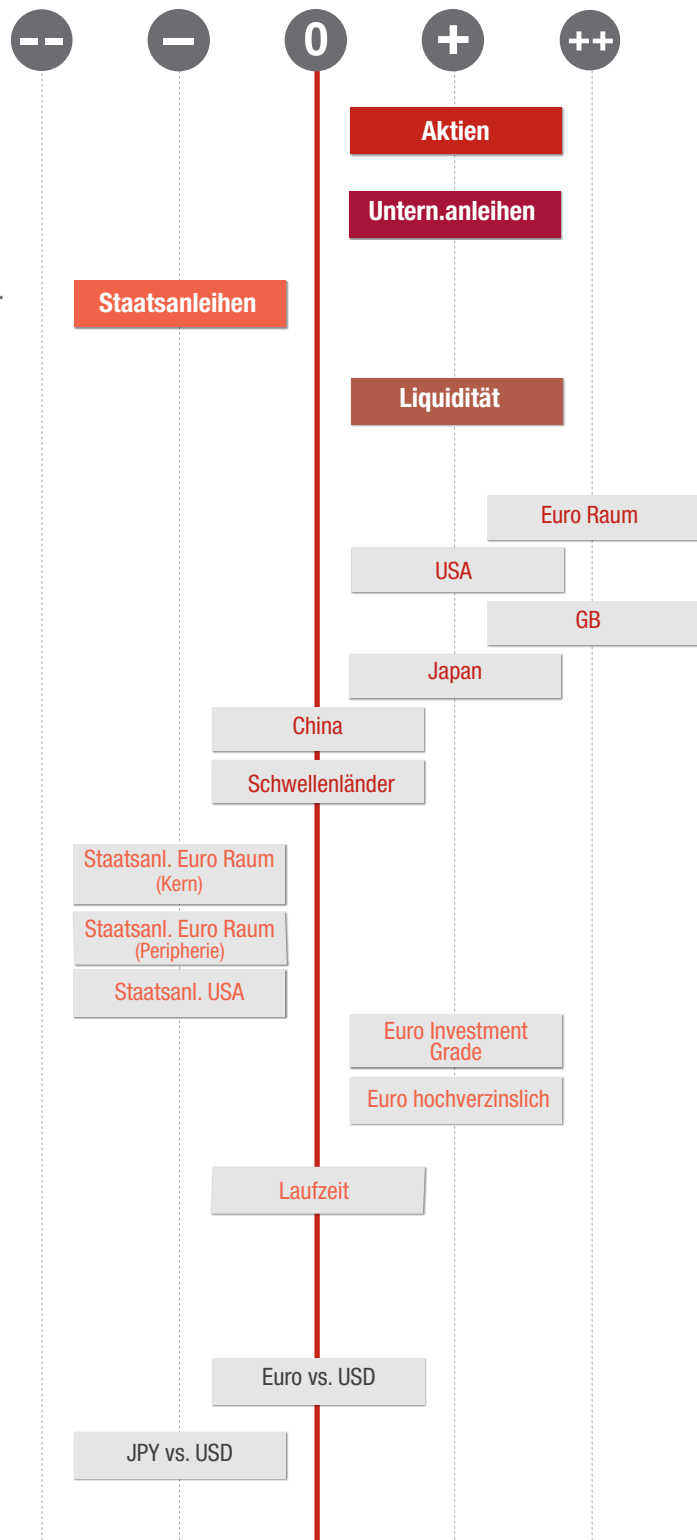 -- – 0 + ++
Aktien
Untern.anleihen
Staatsanleihen
Liquidität
Euro Raum
USA
GB
Japan
China
Schwellenländer
Staatsanl. Euro Raum
(Kern)
Staatsanl. Euro Raum
(Peripherie)
Staatsanl. USA
Euro Investment
Grade
Euro hochverzinslich
Laufzeit
Euro vs. USD
JPY vs. USD